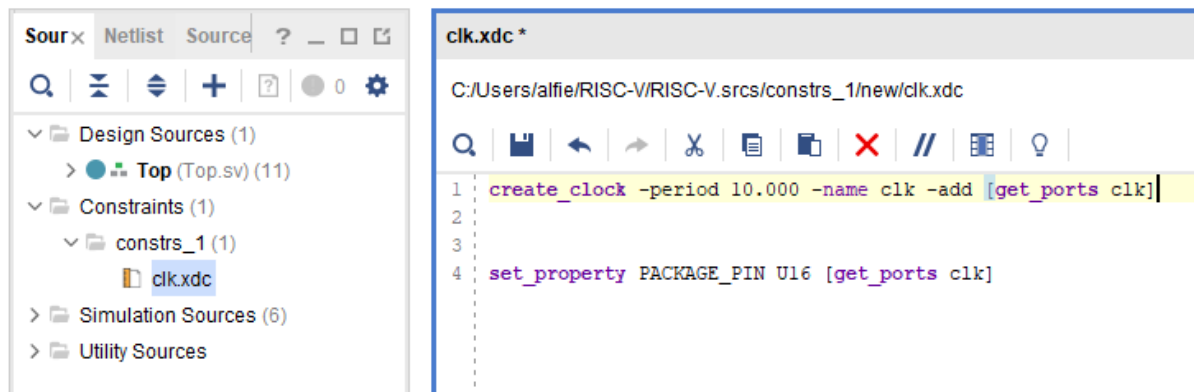 Sour Netlist Source ?
0
Design Sources (1)
Top (Top.sv) (11)
Constraints (1)
constrs_1 (1)
clk.xdc
Simulation Sources (6)
Utility Sources
clk.xdc *
C:/Users/alfie/RISC-V/RISC-V.srcs/constrs_1/new/clk.xdc
1 create_clock -period 10.000 -name clk -add [get_ports clk]
2
3
4 set_property PACKAGE_PIN U16 [get_ports clk]